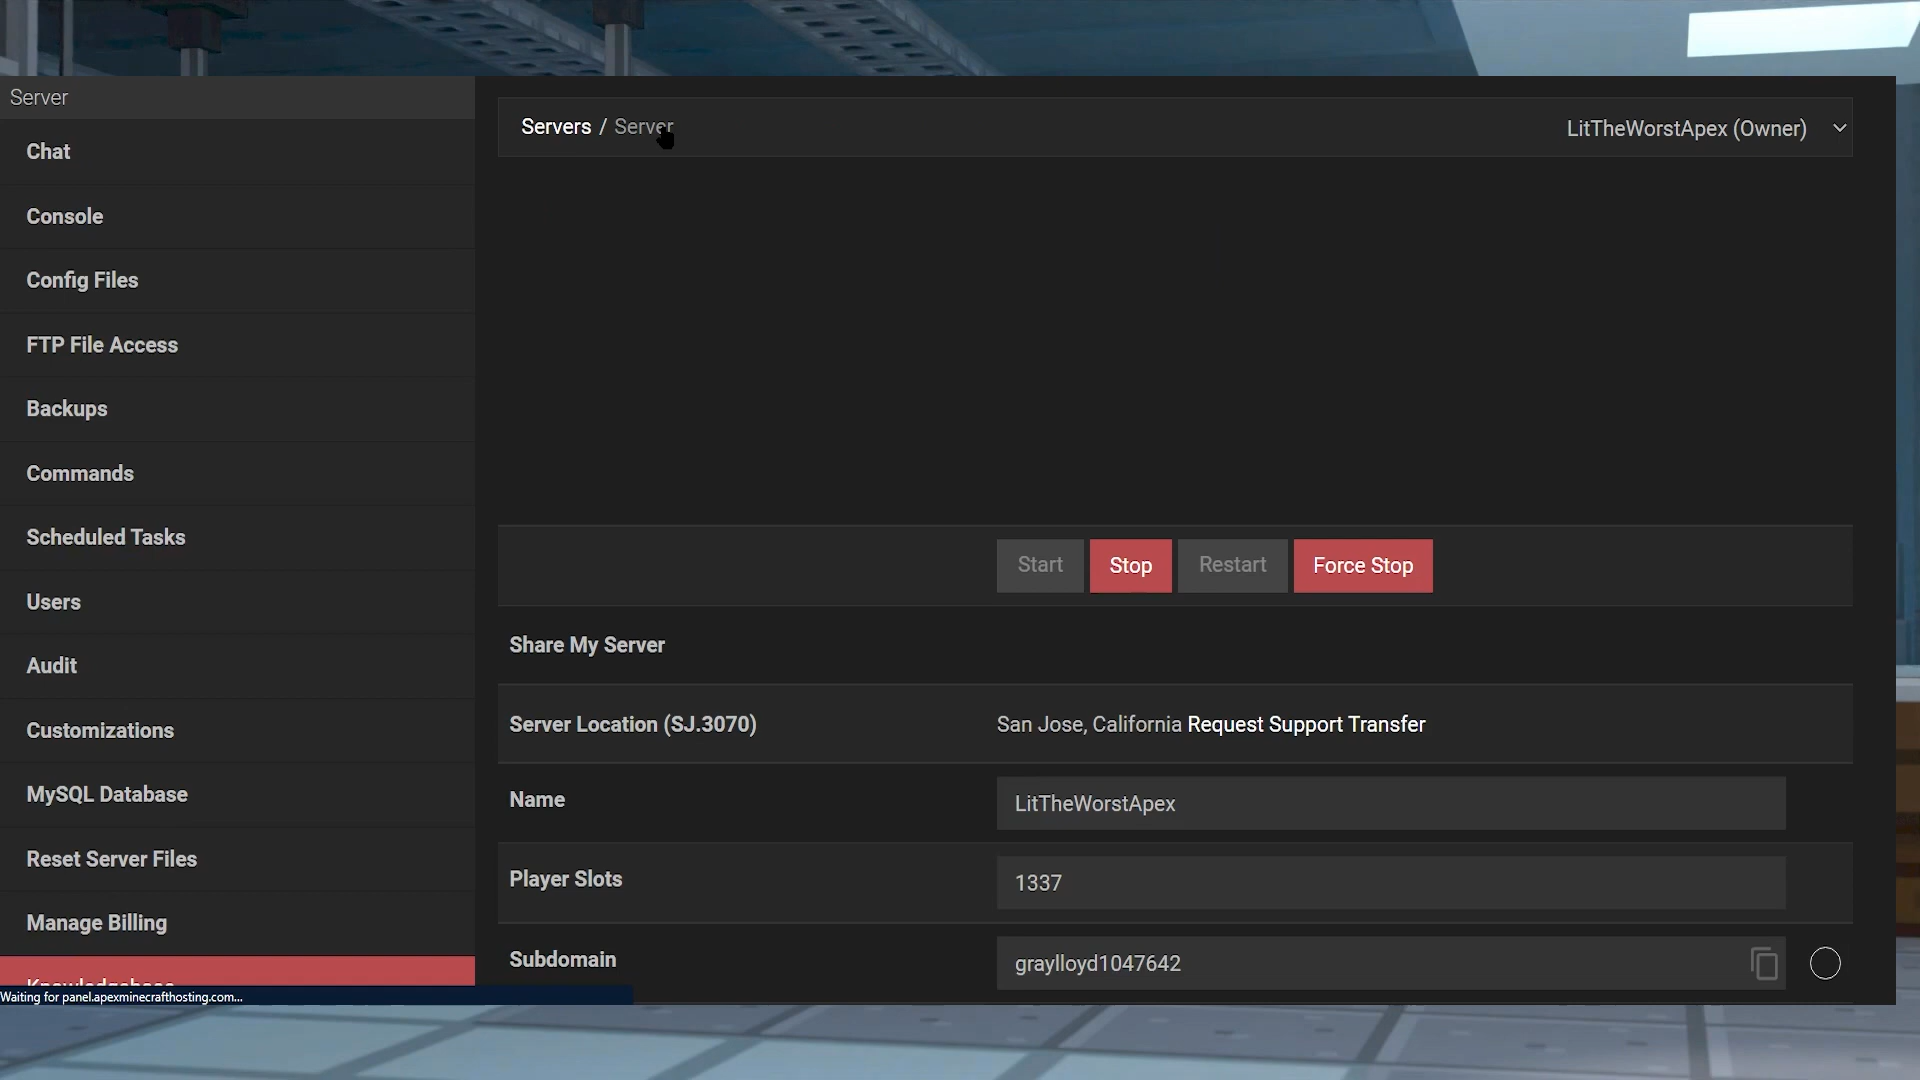 Server
Chat
Console
Config Files
FTP File Access
Backups
Commands
Scheduled Tasks
Users
Audit
Customizations
MySQL Database
Reset Server Files
Manage Billing
Knowledgebase
Waiting for panel.apexminecrafthosting.com...
Servers / Server
LitTheWorstApex (Owner)
Start Stop Restart Force Stop
Share My Server
Server Location (SJ.3070) San Jose, California Request Support Transfer
Name LitTheWorstApex
Player Slots 1337
Subdomain graylloyd1047642